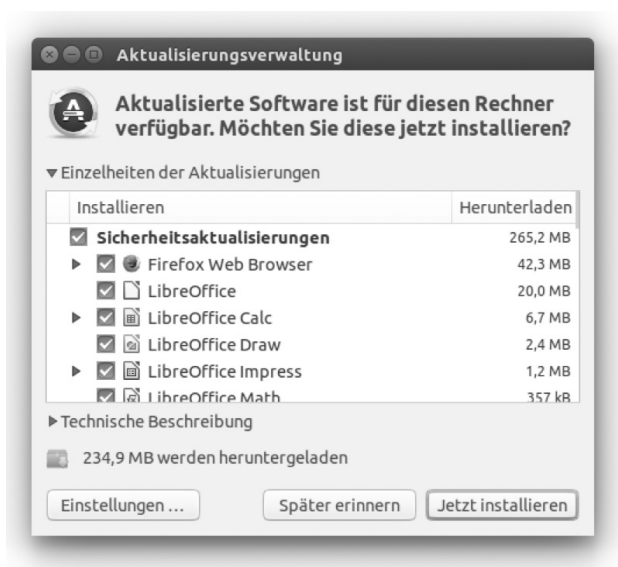 Aktualisierungsverwaltung
Aktualisierte Software ist für diesen Rechner
verfügbar. Möchten Sie diese jetzt installieren?
Einzelheiten der Aktualisierungen
Installieren Herunterladen
Sicherheitsaktualisierungen 265,2 MB
Firefox Web Browser 42,3 MB
LibreOffice 20,0 MB
LibreOffice Calc 6,7 MB
LibreOffice Draw 2,4 MB
LibreOffice Impress 1,2 MB
LibreOffice Math 357 kB
Technische Beschreibung
234,9 MB werden heruntergeladen
Einstellungen ... Später erinnern Jetzt installieren